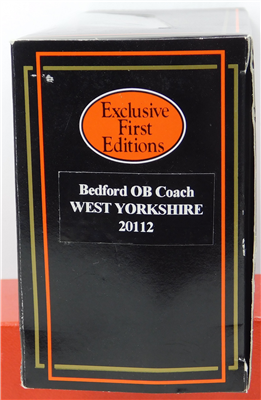 Exclusive
First
Editions
Bedford OB Coach
WEST YORKSHIRE
20112